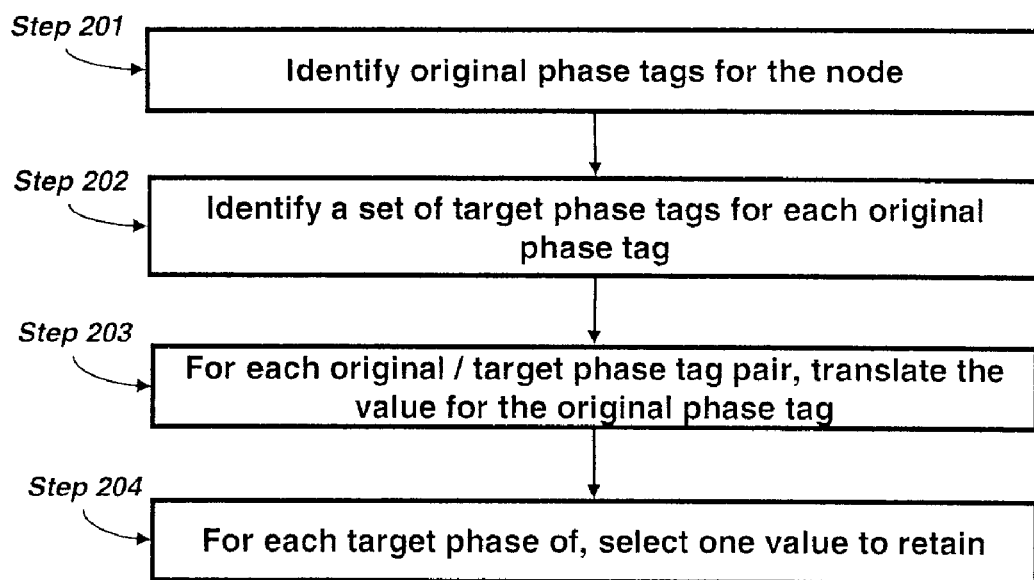 Step 201
Identify original phase tags for the node
Step 202
Identify a set of target phase tags for each original
phase tag
Step 203
For each original / target phase tag pair, translate the
value for the original phase tag
Step 204
For each target phase of, select one value to retain